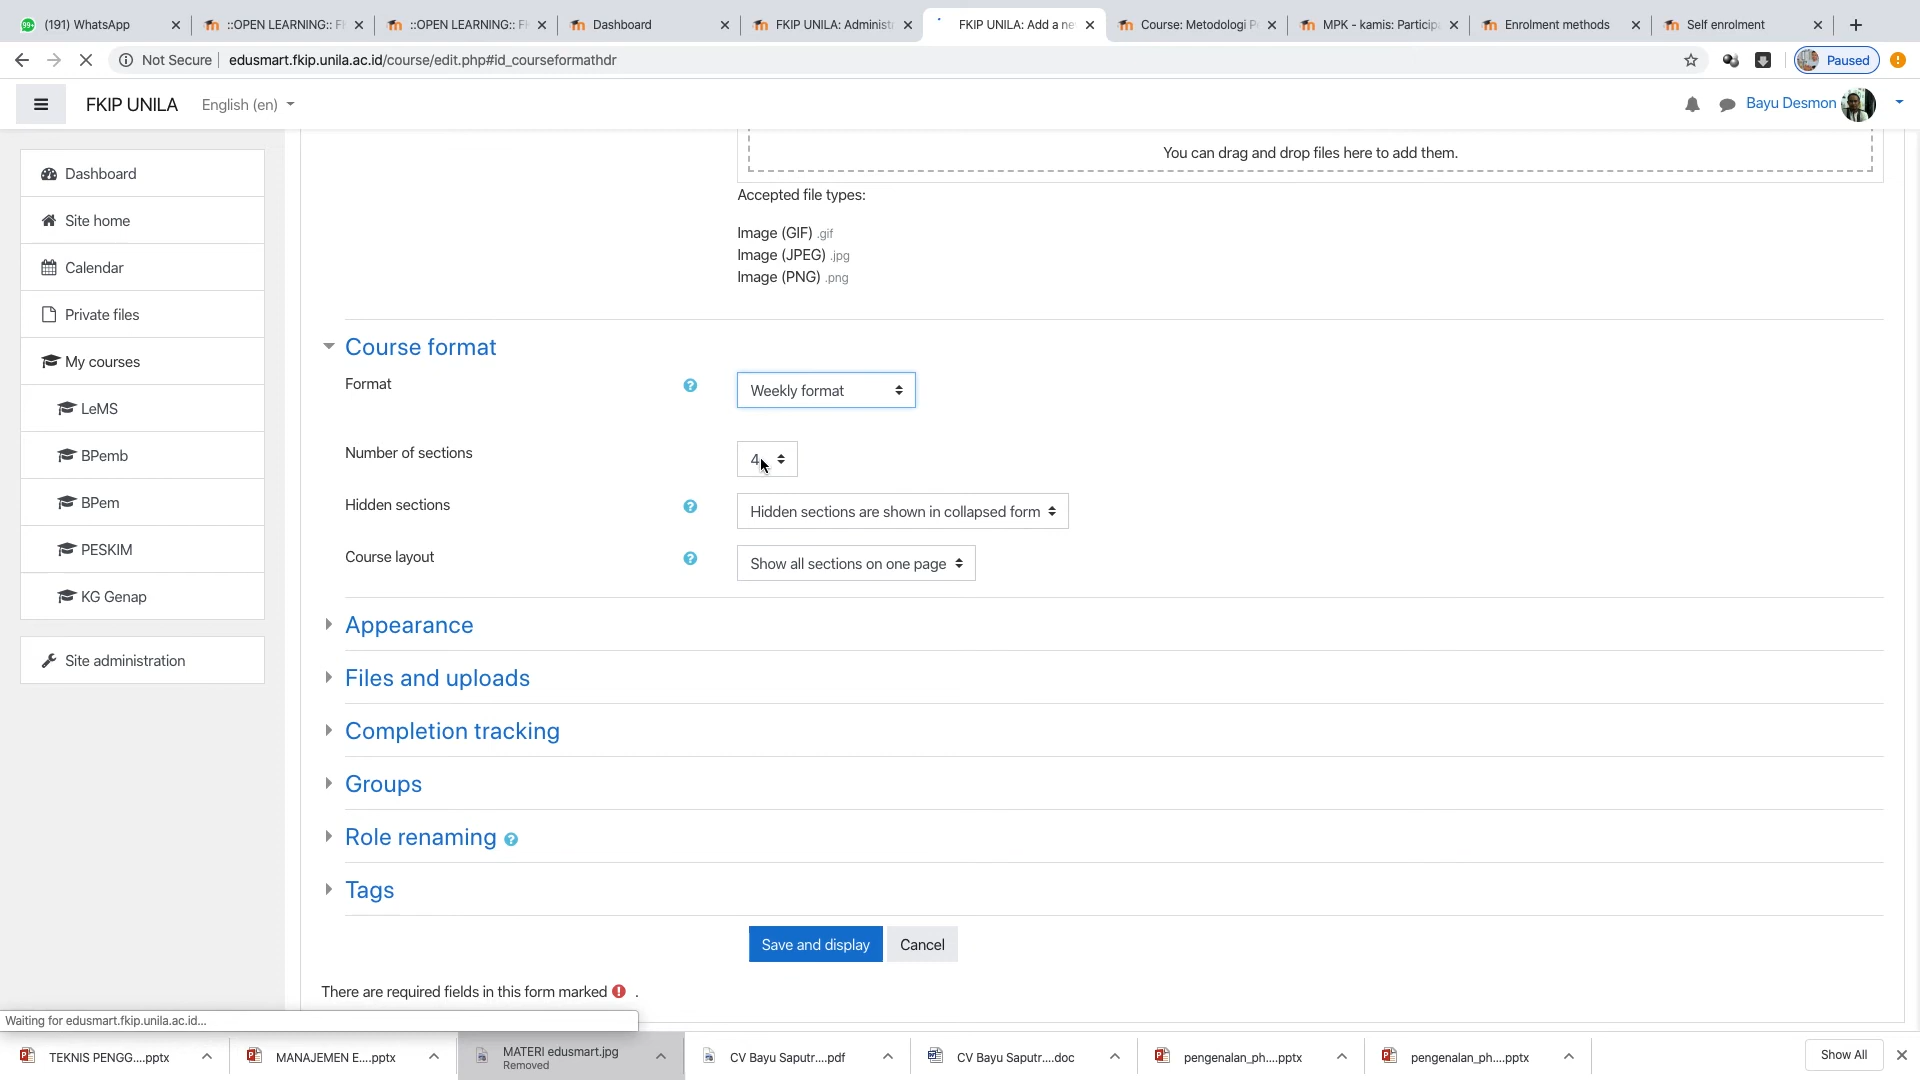 (191) WhatsApp
::OPEN LEARNING:: F
::OPEN LEARNING:: F
Dashboard
FKIP UNILA: Administr
FKIP UNILA: Add a ne
Course: Metodologi P
MPK - kamis: Particip
Enrolment methods
Self enrolment
Not Secure
edusmart.fkip.unila.ac.id/course/edit.php#id_courseformathdr
Paused
FKIP UNILA
English (en)
Bayu Desmon
Dashboard
Site home
Calendar
Private files
My courses
LeMS
BPemb
BPem
PESKIM
KG Genap
Site administration
You can drag and drop files here to add them.
Accepted file types:
Image (GIF) .gif
Image (JPEG) .jpg
Image (PNG) .png
Course format
Format
Weekly format
Number of sections
4
Hidden sections
Hidden sections are shown in collapsed form
Course layout
Show all sections on one page
Appearance
Files and uploads
Completion tracking
Groups
Role renaming
Tags
Save and display
Cancel
There are required fields in this form marked .
Waiting for edusmart.fkip.unila.ac.id...
TEKNIS PENGG....pptx
MANAJEMEN E....pptx
MATERI edusmart.jpg
Removed
CV Bayu Saputr....pdf
CV Bayu Saputr....doc
pengenalan_ph....pptx
pengenalan_ph....pptx
Show All